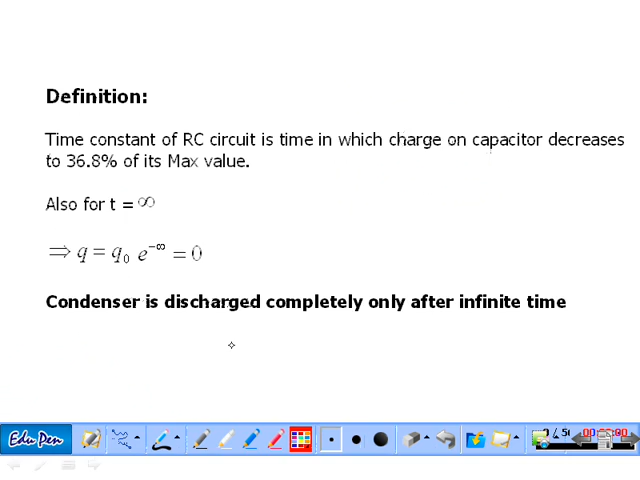 Definition:
Time constant of RC circuit is time in which charge on capacitor decreases
to 36.8% of its Max value.
Also for t = ∞
⇒ q = q₀ e^{-∞} = 0
Condenser is discharged completely only after infinite time
Edu Pen